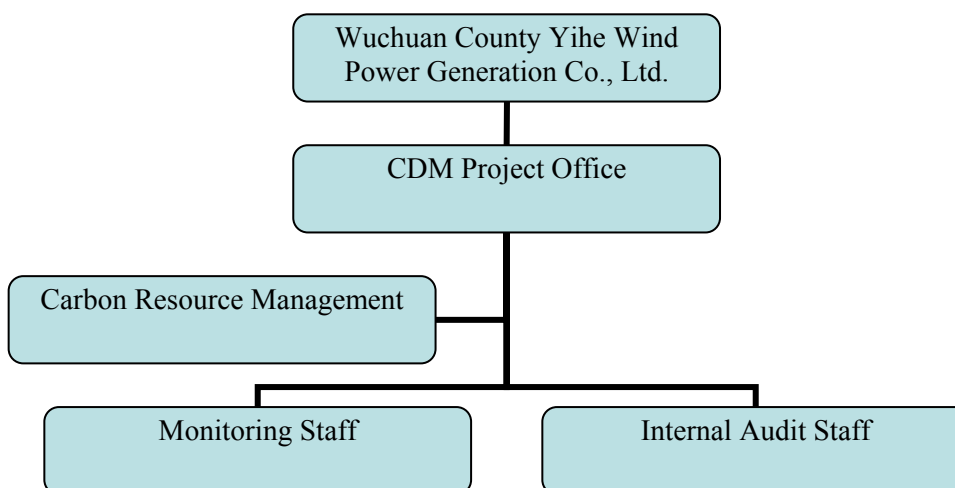 Wuchuan County Yihe Wind
Power Generation Co., Ltd.
CDM Project Office
Carbon Resource Management
Monitoring Staff
Internal Audit Staff